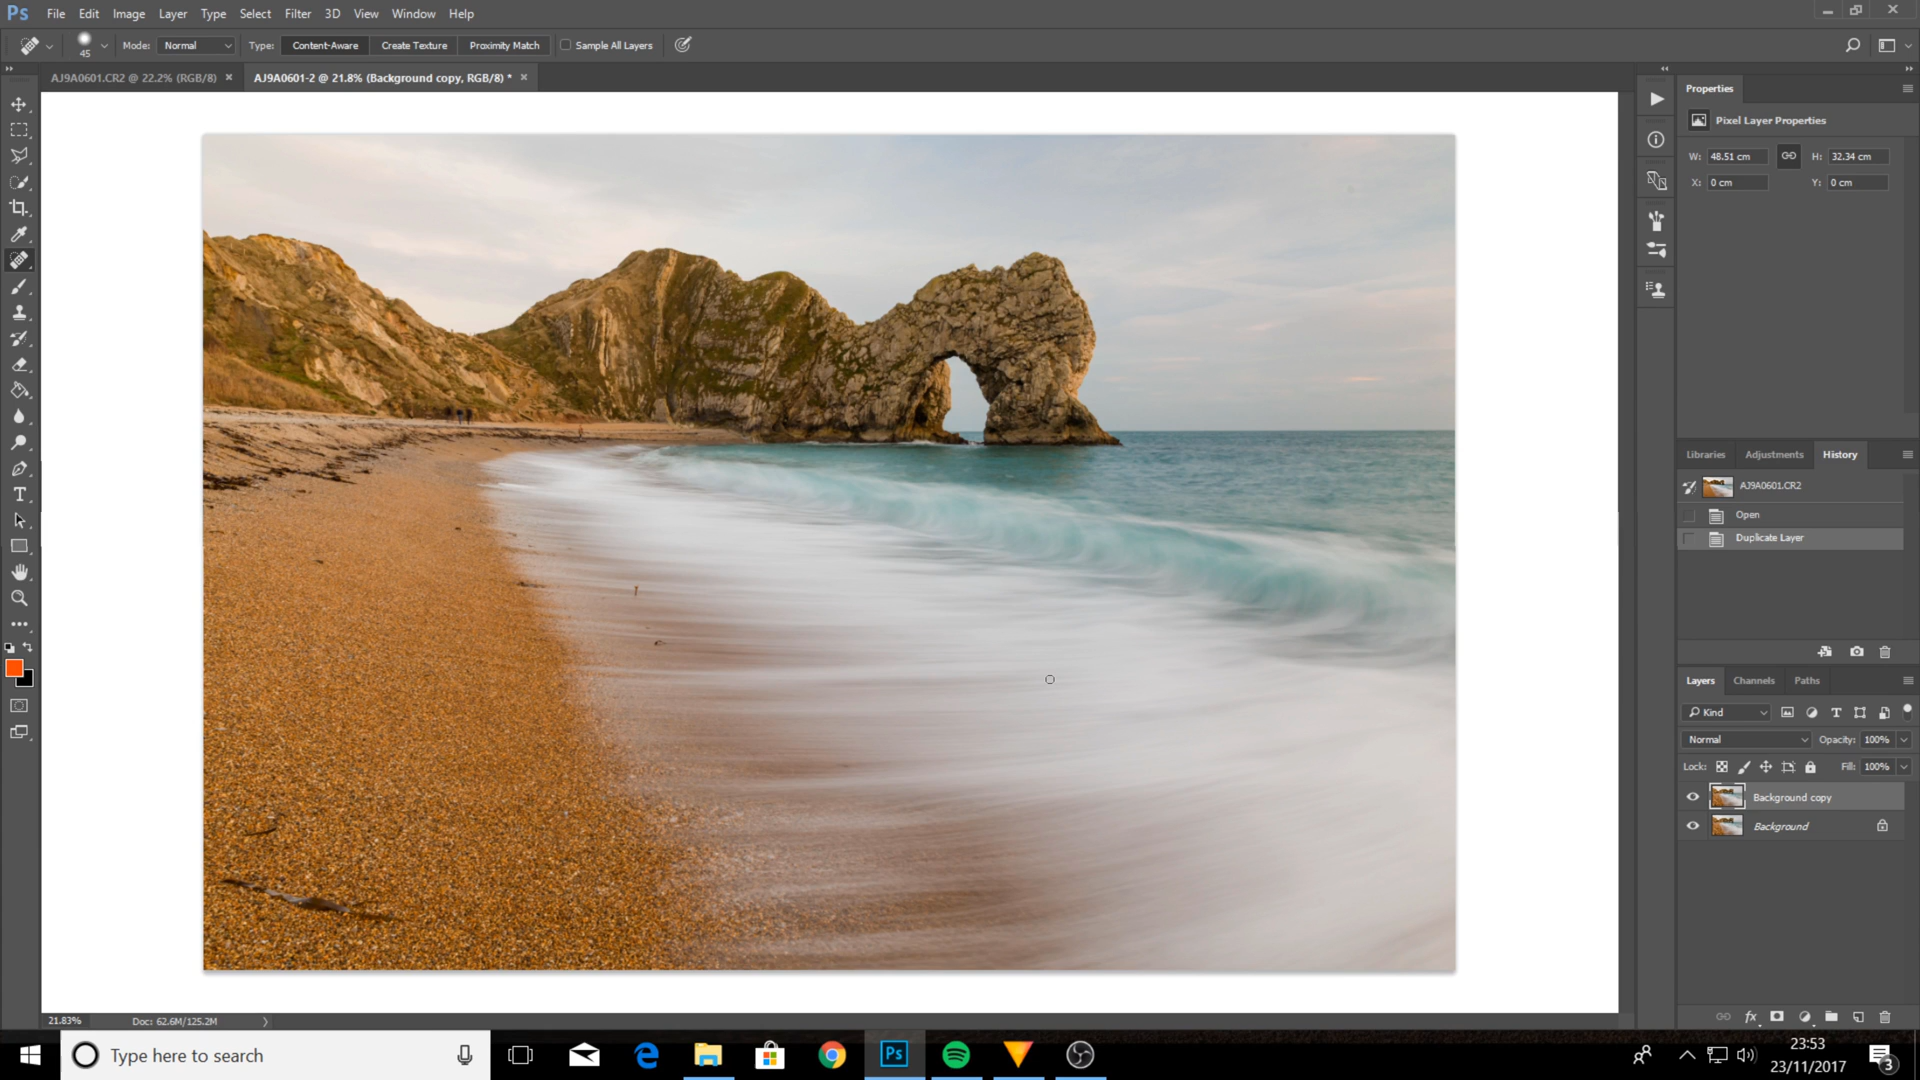 Ps File Edit Image Layer Type Select Filter 3D View Window Help
45 Mode: Normal Type: Content-Aware Create Texture Proximity Match Sample All Layers
AJ9A0601.CR2 @ 22.2% (RGB/8) × AJ9A0601-2 @ 21.8% (Background copy, RGB/8) * ×
Properties
Pixel Layer Properties
W: 48.51 cm H: 32.34 cm
X: 0 cm Y: 0 cm
Libraries Adjustments History
AJ9A0601.CR2
Open
Duplicate Layer
Layers Channels Paths
Kind
Normal Opacity: 100%
Lock: Fill: 100%
Background copy
Background
fx
21.83% Doc: 62.6M/125.2M
Type here to search
Ps
23:53
23/11/2017
3